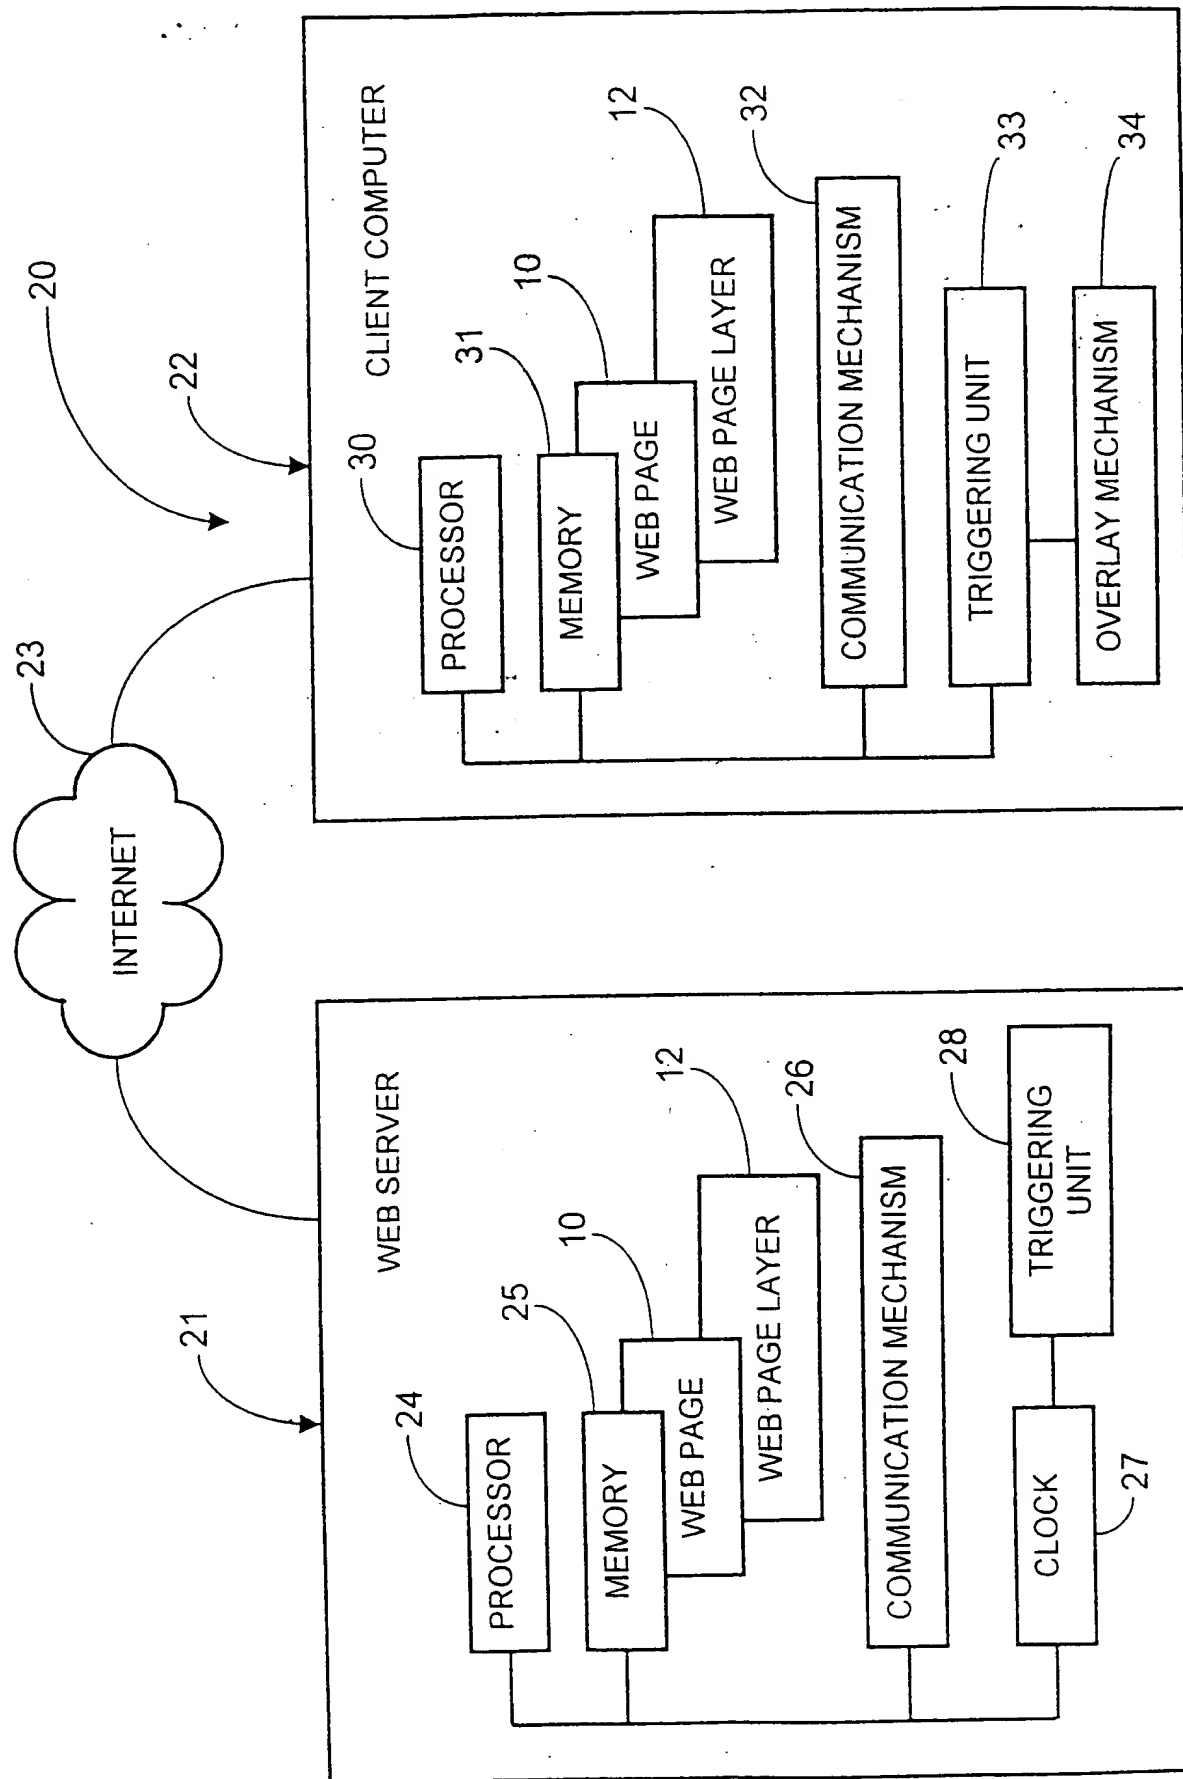 20
23
INTERNET
21
WEB SERVER
24
PROCESSOR
25
MEMORY
10
WEB PAGE
12
WEB PAGE LAYER
26
COMMUNICATION MECHANISM
28
CLOCK
27
TRIGGERING
UNIT
22
CLIENT COMPUTER
30
PROCESSOR
31
MEMORY
10
WEB PAGE
12
WEB PAGE LAYER
32
COMMUNICATION MECHANISM
33
TRIGGERING UNIT
34
OVERLAY MECHANISM